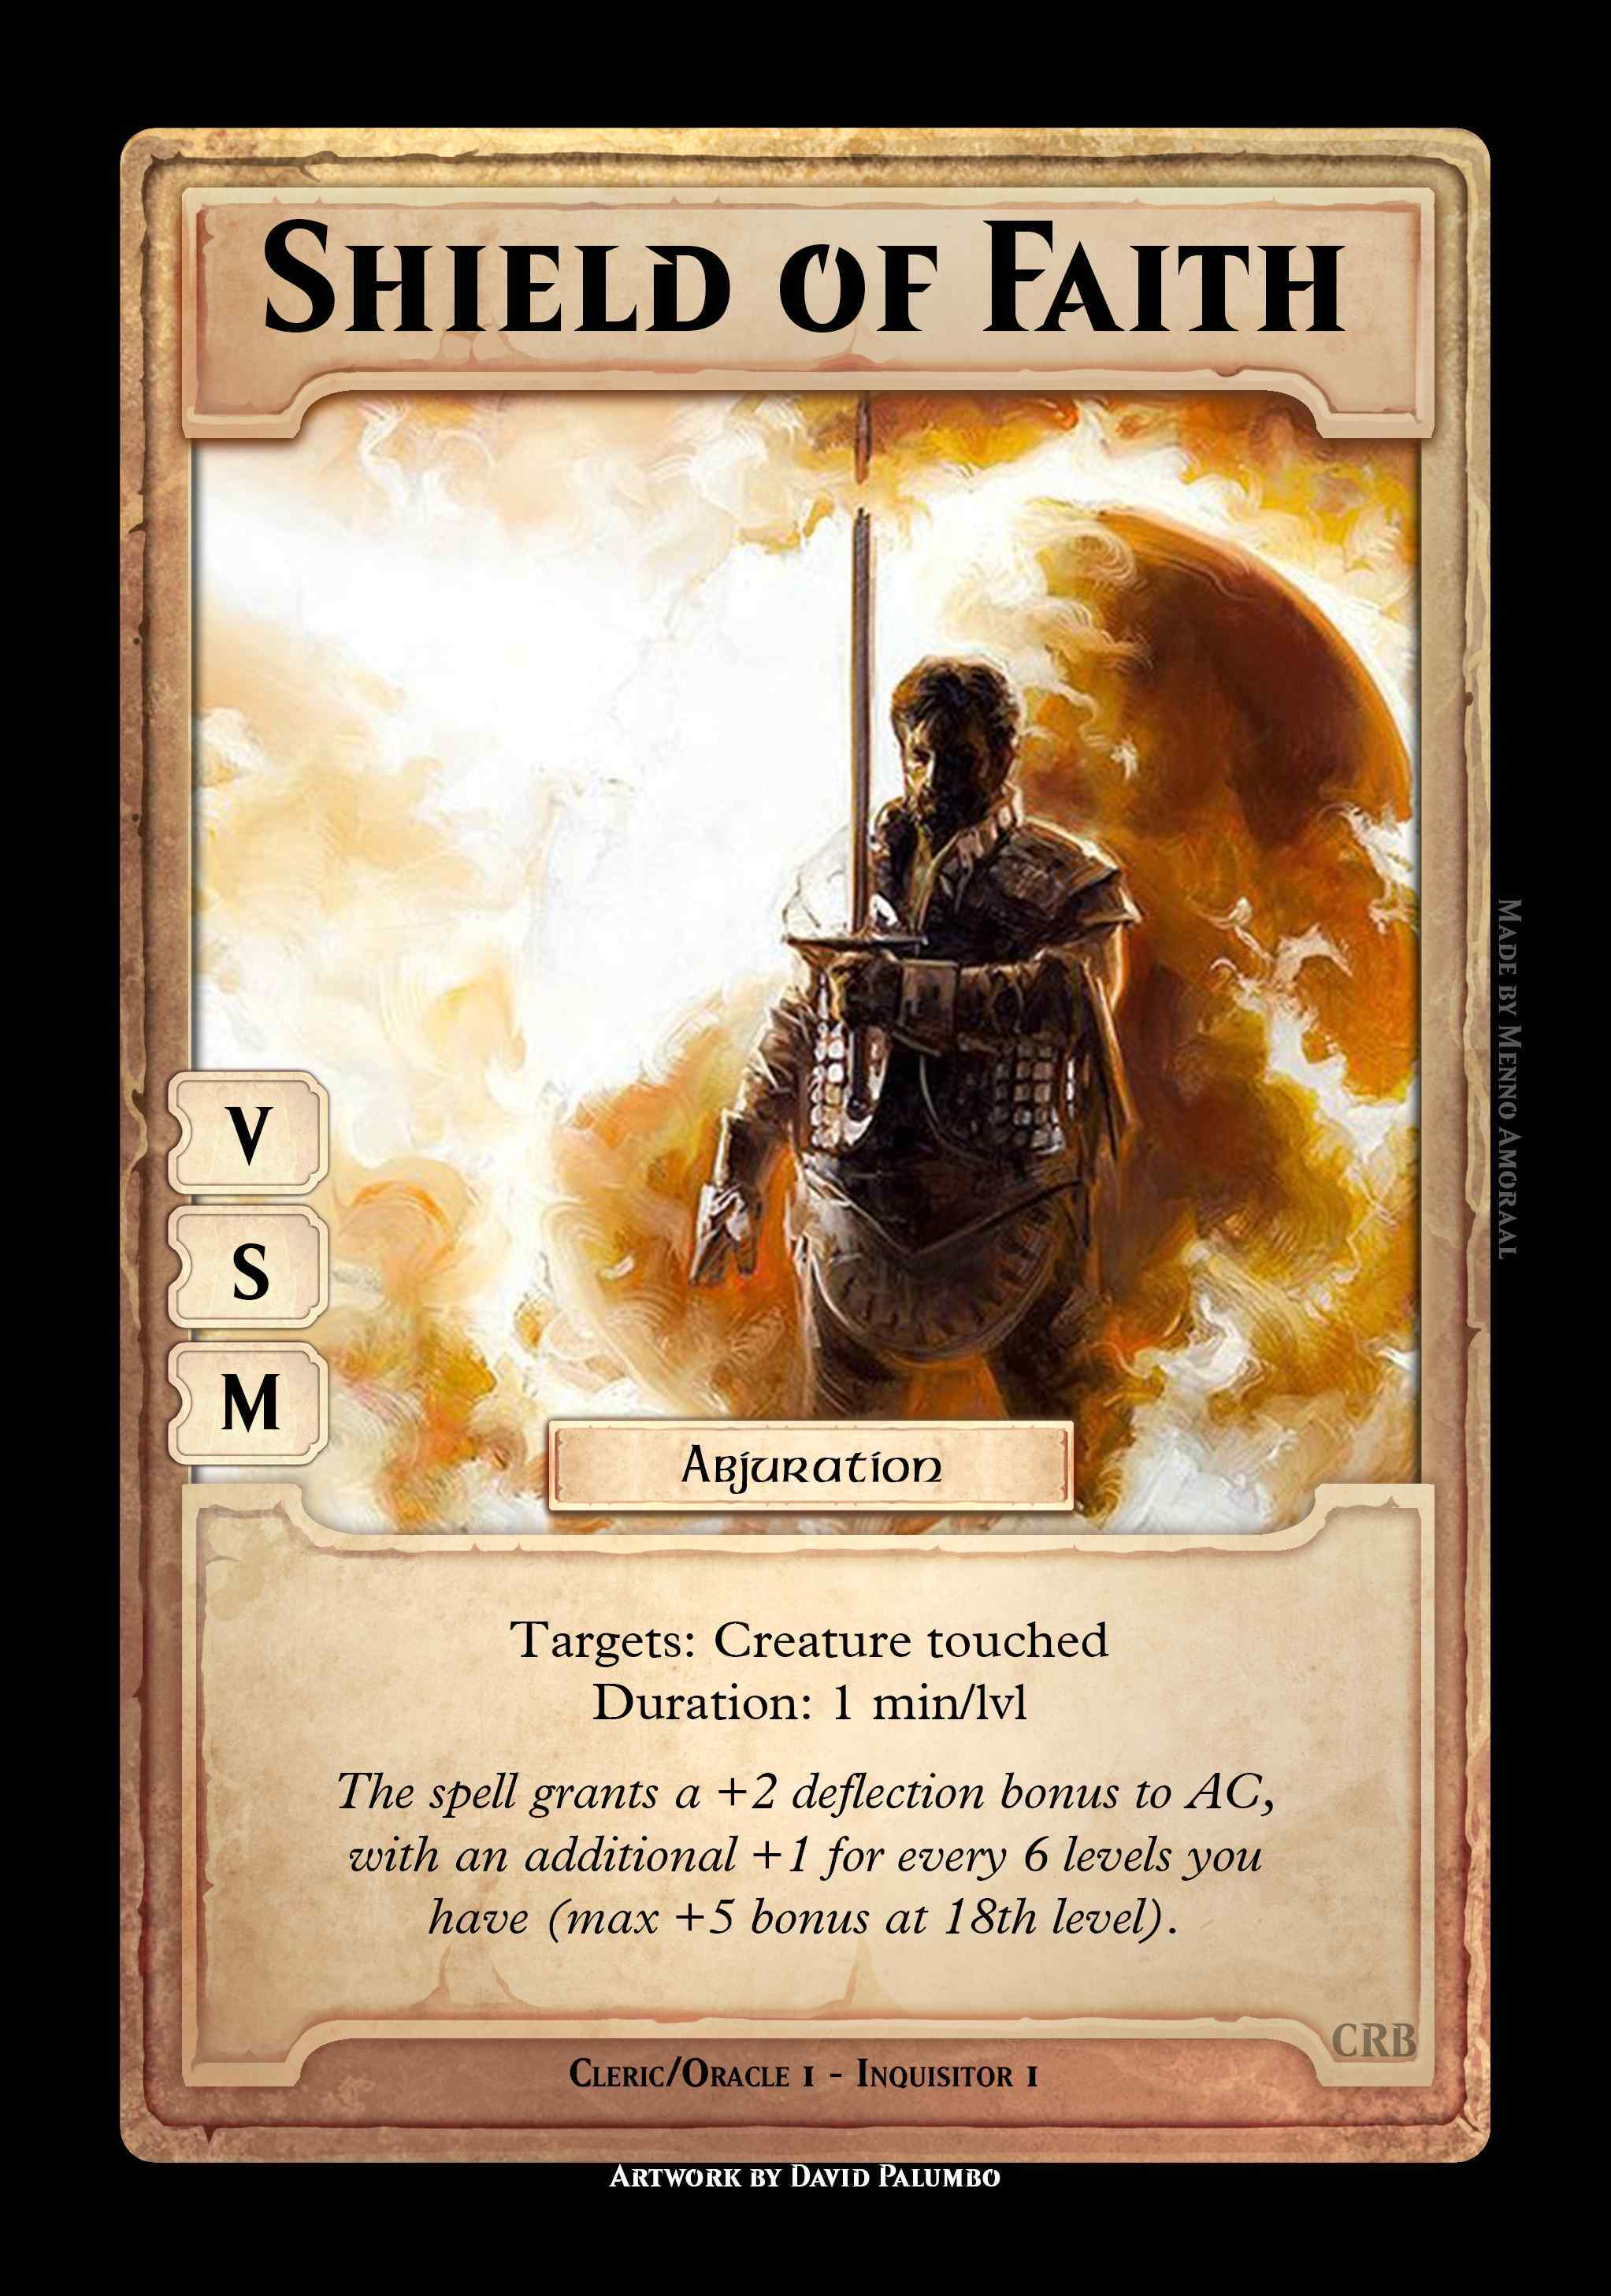 Shield of Faith
V
S
M
Abjuration
Targets: Creature touched
Duration: 1 min/lvl
The spell grants a +2 deflection bonus to AC,
with an additional +1 for every 6 levels you
have (max +5 bonus at 18th level).
CRB
Cleric/Oracle 1 - Inquisitor 1
Artwork by David Palumbo
Made by Menno Amoraal